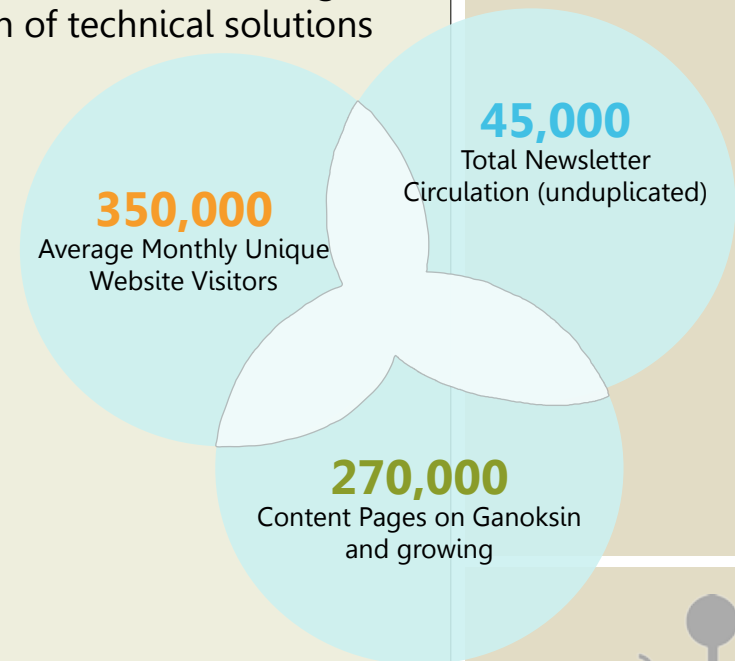 of technical solutions
350,000
Average Monthly Unique
Website Visitors
45,000
Total Newsletter
Circulation (unduplicated)
270,000
Content Pages on Ganoksin
and growing